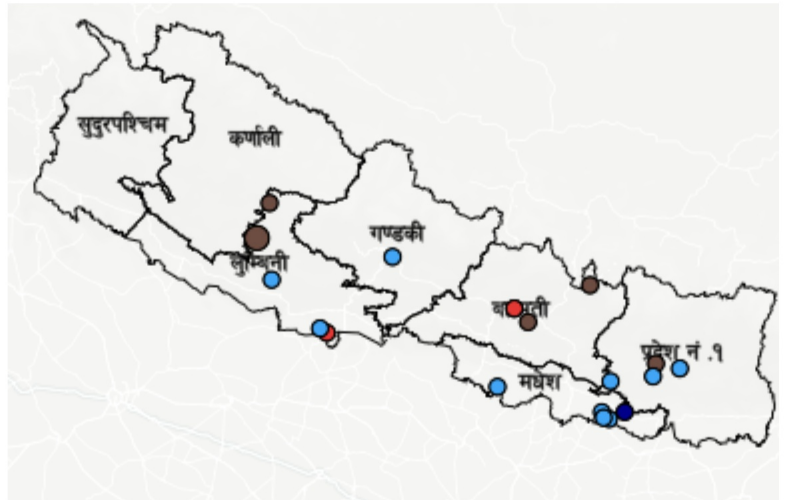 सुदुरपश्चिम
कर्णाली
गण्डकी
लुम्बिनी
प्रदेश नं .१
मधेश